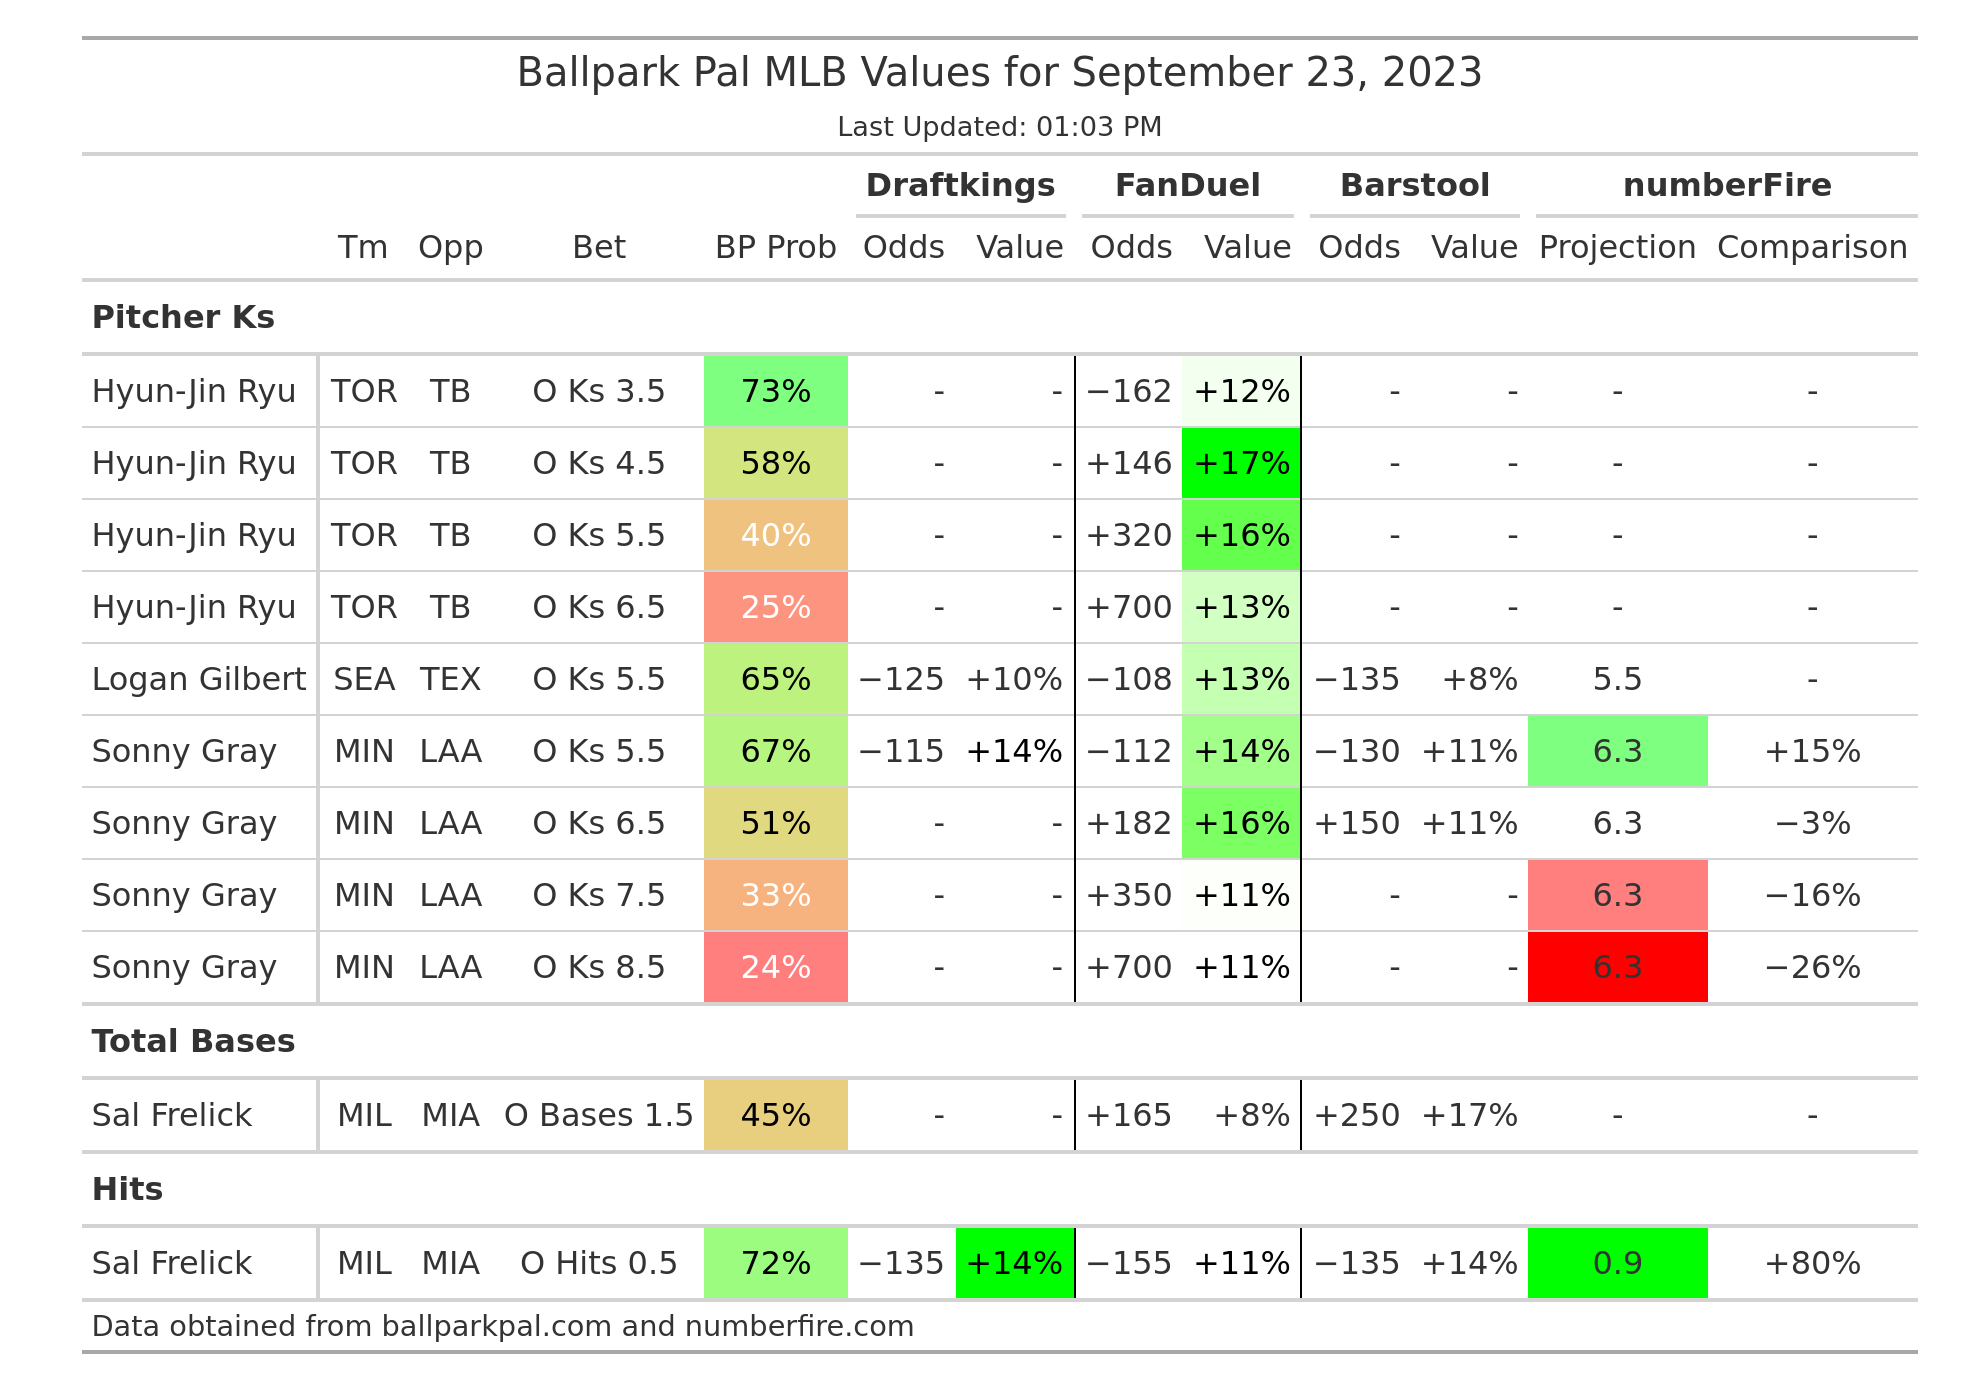 Ballpark Pal MLB Values for September 23, 2023
Last Updated: 01:03 PM
Draftkings FanDuel Barstool numberFire
Tm Opp Bet BP Prob Odds Value Odds Value Odds Value Projection Comparison
Pitcher Ks
Hyun-Jin Ryu TOR TB O Ks 3.5 73% - - −162 +12% - - - -
Hyun-Jin Ryu TOR TB O Ks 4.5 58% - - +146 +17% - - - -
Hyun-Jin Ryu TOR TB O Ks 5.5 40% - - +320 +16% - - - -
Hyun-Jin Ryu TOR TB O Ks 6.5 25% - - +700 +13% - - - -
Logan Gilbert SEA TEX O Ks 5.5 65% −125 +10% −108 +13% −135 +8% 5.5 -
Sonny Gray MIN LAA O Ks 5.5 67% −115 +14% −112 +14% −130 +11% 6.3 +15%
Sonny Gray MIN LAA O Ks 6.5 51% - - +182 +16% +150 +11% 6.3 −3%
Sonny Gray MIN LAA O Ks 7.5 33% - - +350 +11% - - 6.3 −16%
Sonny Gray MIN LAA O Ks 8.5 24% - - +700 +11% - - 6.3 −26%
Total Bases
Sal Frelick MIL MIA O Bases 1.5 45% - - +165 +8% +250 +17% - -
Hits
Sal Frelick MIL MIA O Hits 0.5 72% −135 +14% −155 +11% −135 +14% 0.9 +80%
Data obtained from ballparkpal.com and numberfire.com